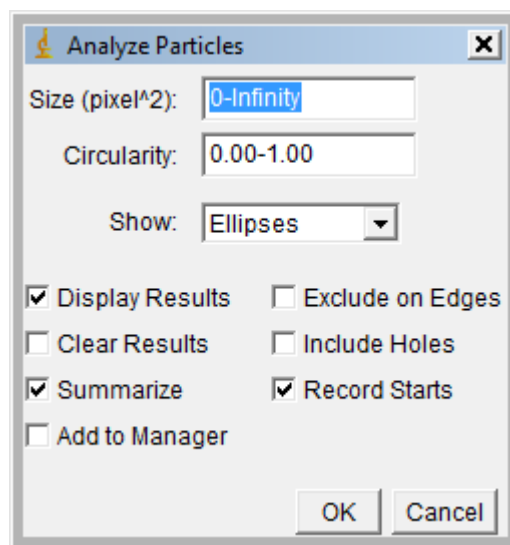 Analyze Particles
Size (pixel^2): 0-Infinity
Circularity: 0.00-1.00
Show: Ellipses
Display Results Exclude on Edges
Clear Results Include Holes
Summarize Record Starts
Add to Manager
OK Cancel